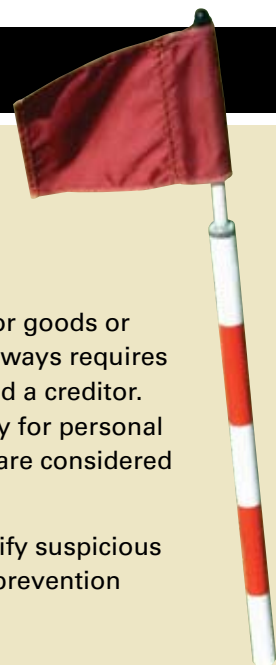 or goods or
ways requires
d a creditor.
y for personal
are considered
ify suspicious
prevention